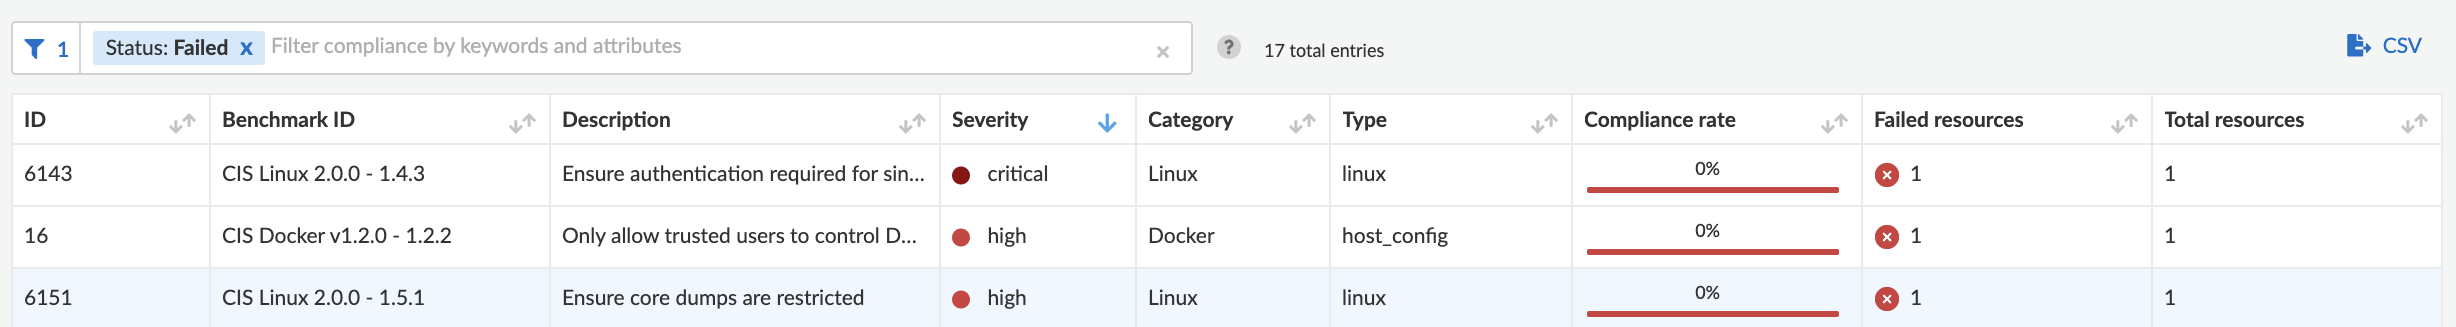 1 Status: Failed x Filter compliance by keywords and attributes × ? 17 total entries CSV
ID Benchmark ID Description Severity Category Type Compliance rate Failed resources Total resources
6143 CIS Linux 2.0.0 - 1.4.3 Ensure authentication required for sin... critical Linux linux 0% 1 1
16 CIS Docker v1.2.0 - 1.2.2 Only allow trusted users to control D... high Docker host_config 0% 1 1
6151 CIS Linux 2.0.0 - 1.5.1 Ensure core dumps are restricted high Linux linux 0% 1 1